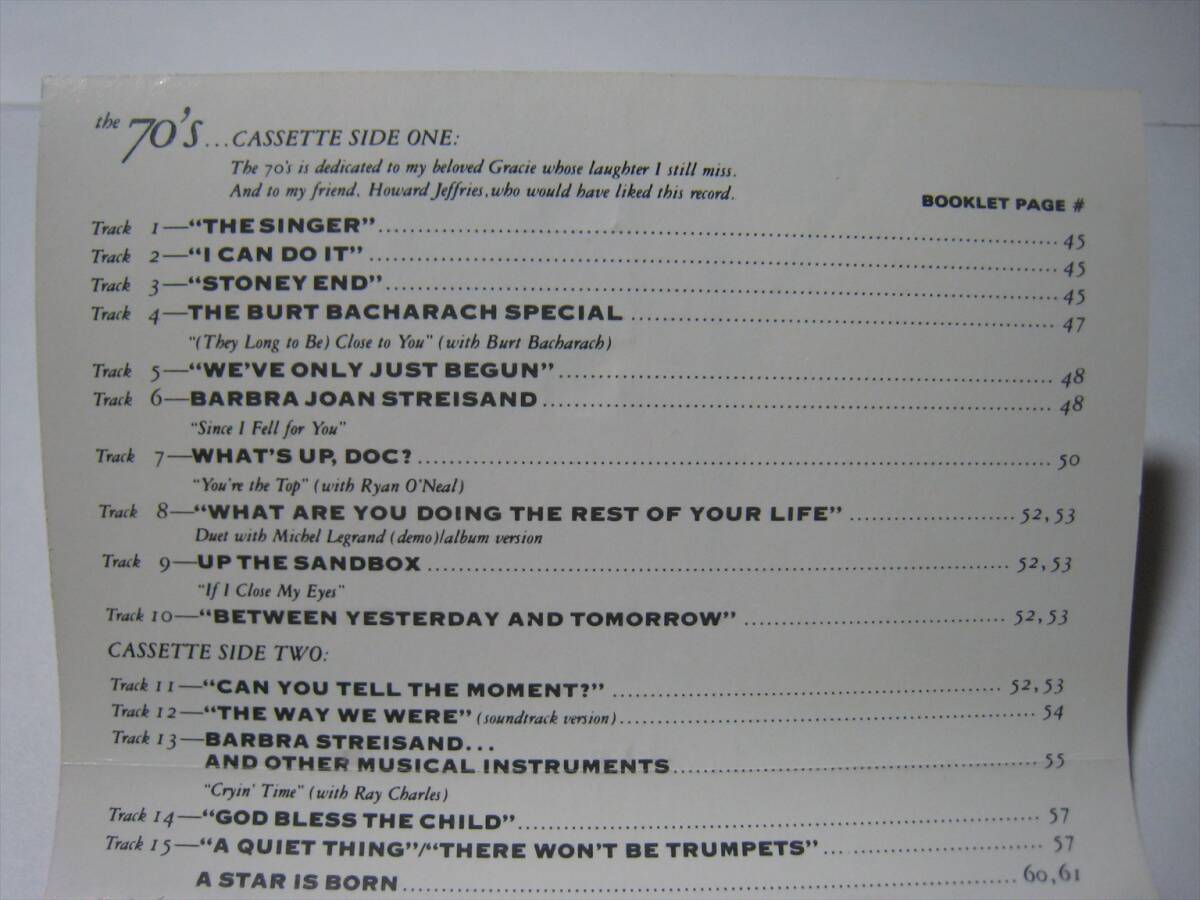 the 70's...CASSETTE SIDE ONE:
The 70's is dedicated to my beloved Gracie whose laughter I still miss.
And to my friend, Howard Jeffries, who would have liked this record.
BOOKLET PAGE #
Track 1—"THE SINGER" 45
Track 2—"I CAN DO IT" 45
Track 3—"STONEY END" 45
Track 4—THE BURT BACHARACH SPECIAL 47
"(They Long to Be) Close to You" (with Burt Bacharach)
Track 5—"WE'VE ONLY JUST BEGUN" 48
Track 6—BARBRA JOAN STREISAND 48
"Since I Fell for You"
Track 7—WHAT'S UP, DOC? 50
"You're the Top" (with Ryan O'Neal)
Track 8—"WHAT ARE YOU DOING THE REST OF YOUR LIFE" 52,53
Duet with Michel Legrand (demo)/album version
Track 9—UP THE SANDBOX 52,53
"If I Close My Eyes"
Track 10—"BETWEEN YESTERDAY AND TOMORROW" 52,53
CASSETTE SIDE TWO:
Track 11—"CAN YOU TELL THE MOMENT?" 52,53
Track 12—"THE WAY WE WERE" (soundtrack version) 54
Track 13—BARBRA STREISAND...
AND OTHER MUSICAL INSTRUMENTS 55
"Cryin' Time" (with Ray Charles)
Track 14—"GOD BLESS THE CHILD" 57
Track 15—"A QUIET THING"/"THERE WON'T BE TRUMPETS" 57
A STAR IS BORN 60,61